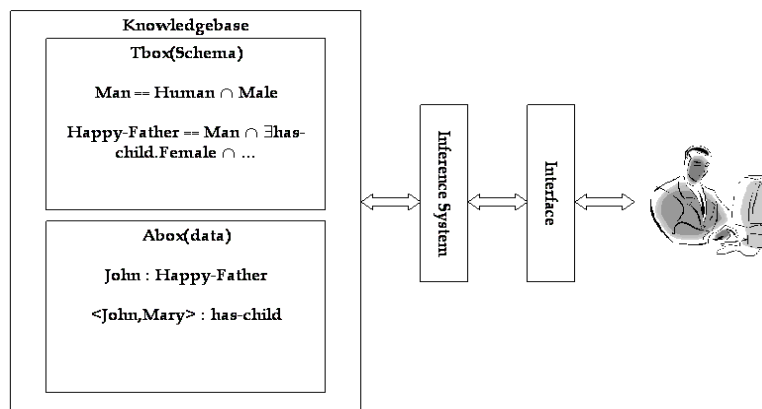 Knowledgebase
Tbox(Schema)
Man == Human ∩ Male
Happy-Father == Man ∩ ∃has-
child.Female ∩ ...
Abox(data)
John : Happy-Father
<John,Mary> : has-child
Inference System
Interface